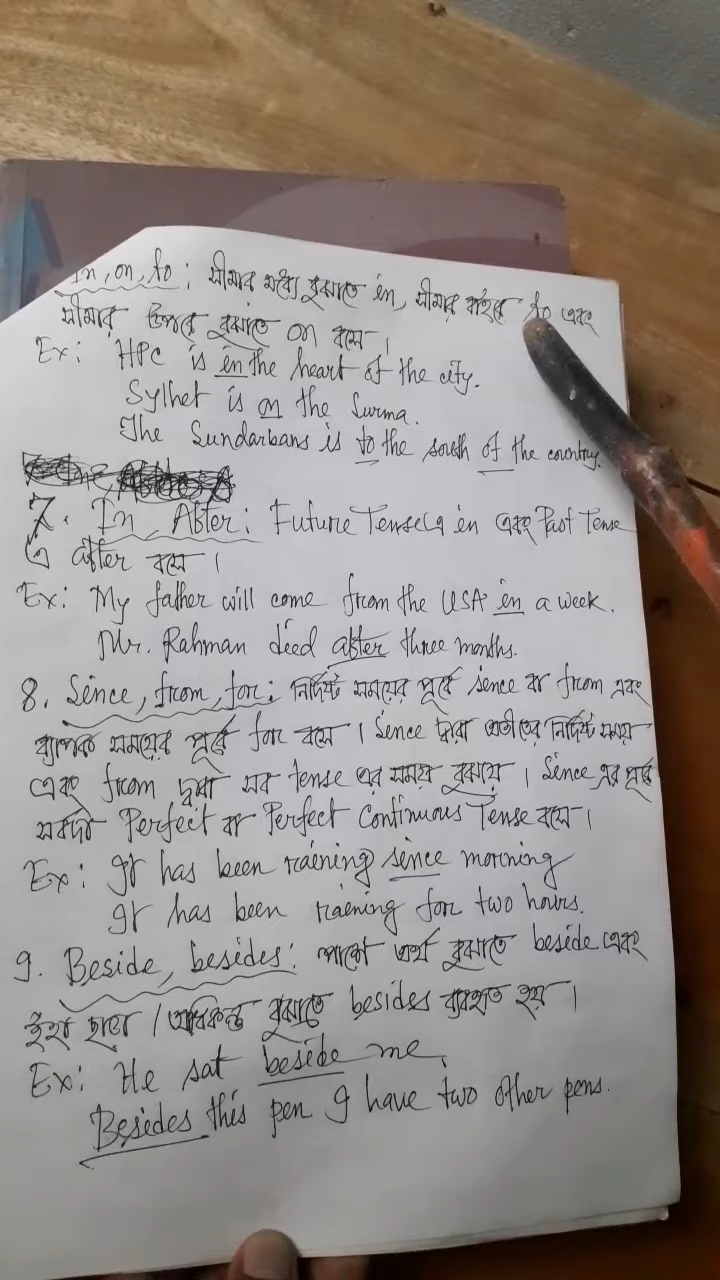 In, on, to : সীমার মধ্যে বুঝাতে in, সীমার বাইরে to এবং
সীমার উপরে বুঝাতে on বসে।
Ex: HPC is in the heart of the city.
Sylhet is on the Surma.
The Sundarbans is to the south of the country.
7. In, After: Future Tense এ in এবং Past Tense
এ after বসে।
Ex: My father will come from the USA in a week.
Mr. Rahman died after three months.
8. Since, from, for: নির্দিষ্ট সময়ের পূর্বে since বা from এবং
ব্যাপক সময়ের পূর্বে for বসে। Since দ্বারা অতীতের নির্দিষ্ট সময়
এবং from দ্বারা সব tense এর সময় বুঝায়। Since এর পূর্বে
সর্বদা Perfect বা Perfect Continuous Tense বসে।
Ex: It has been raining since morning
It has been raining for two hours.
9. Beside, besides: পাশে অর্থ বুঝাতে beside এবং
ইহা ছাড়া / অধিকন্তু বুঝাতে besides ব্যবহৃত হয়।
Ex: He sat beside me.
Besides this pen I have two other pens.